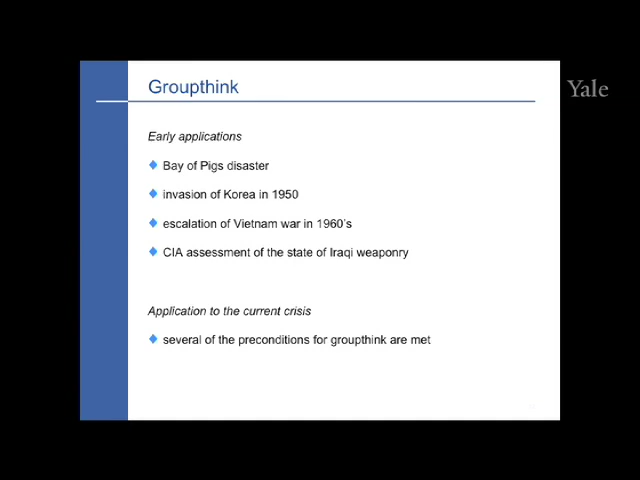 Groupthink
Yale
Early applications
Bay of Pigs disaster
invasion of Korea in 1950
escalation of Vietnam war in 1960's
CIA assessment of the state of Iraqi weaponry
Application to the current crisis
several of the preconditions for groupthink are met